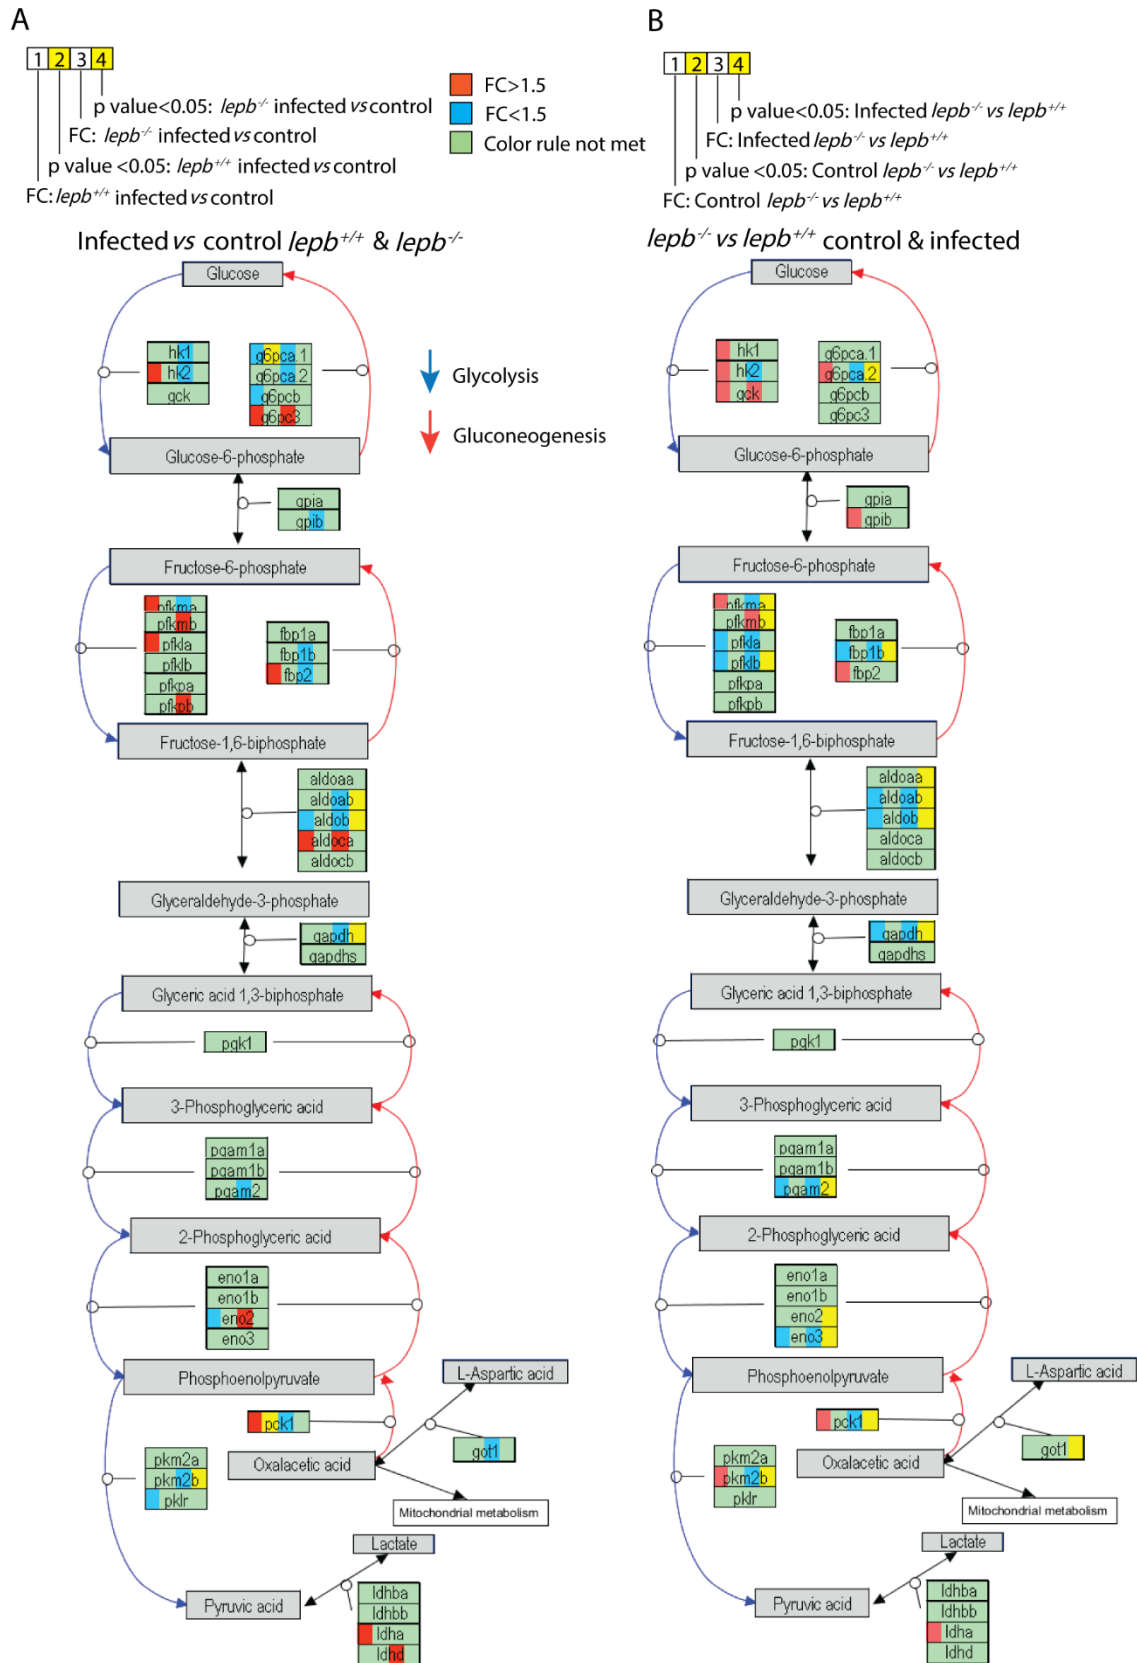 A
1 2 3 4
p value<0.05: lepb-/- infected vs control
FC: lepb-/- infected vs control
p value <0.05: lepb+/+ infected vs control
FC: lepb+/+ infected vs control
FC>1.5
FC<1.5
Color rule not met
Infected vs control lepb+/+ & lepb-/-
Glucose
hk1
hk2
gck
g6pca.1
g6pca.2
g6pcb
g6pc3
Glycolysis
Gluconeogenesis
Glucose-6-phosphate
gpia
gpib
Fructose-6-phosphate
pfkma
pfkmb
pfkla
pfklb
pfkpa
pfkpb
fbp1a
fbp1b
fbp2
Fructose-1,6-biphosphate
aldoaa
aldoab
aldob
aldoca
aldocb
Glyceraldehyde-3-phosphate
gapdh
gapdhs
Glyceric acid 1,3-biphosphate
pgk1
3-Phosphoglyceric acid
pgam1a
pgam1b
pgam2
2-Phosphoglyceric acid
eno1a
eno1b
eno2
eno3
Phosphoenolpyruvate
L-Aspartic acid
pck1
got1
Oxalacetic acid
pkm2a
pkm2b
pklr
Mitochondrial metabolism
Lactate
Pyruvic acid
ldhba
ldhbb
ldha
ldhd
B
1 2 3 4
p value<0.05: Infected lepb-/- vs lepb+/+
FC: Infected lepb-/- vs lepb+/+
p value <0.05: Control lepb-/- vs lepb+/+
FC: Control lepb-/- vs lepb+/+
lepb-/- vs lepb+/+ control & infected
Glucose
hk1
hk2
gck
g6pca.1
g6pca.2
g6pcb
g6pc3
Glucose-6-phosphate
gpia
gpib
Fructose-6-phosphate
pfkma
pfkmb
pfkla
pfklb
pfkpa
pfkpb
fbp1a
fbp1b
fbp2
Fructose-1,6-biphosphate
aldoaa
aldoab
aldob
aldoca
aldocb
Glyceraldehyde-3-phosphate
gapdh
gapdhs
Glyceric acid 1,3-biphosphate
pgk1
3-Phosphoglyceric acid
pgam1a
pgam1b
pgam2
2-Phosphoglyceric acid
eno1a
eno1b
eno2
eno3
Phosphoenolpyruvate
L-Aspartic acid
pck1
got1
Oxalacetic acid
pkm2a
pkm2b
pklr
Mitochondrial metabolism
Lactate
Pyruvic acid
ldhba
ldhbb
ldha
ldhd